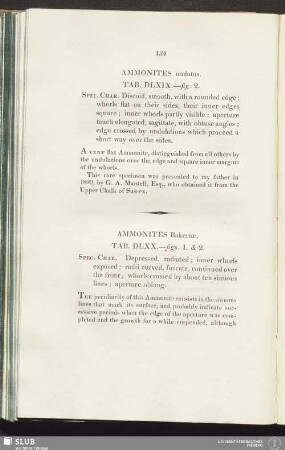 134
AMMONITES undatus.
TAB. DLXIX.—fig. 2.
SPEC. CHAR. Discoid, smooth, with a rounded edge;
whorls flat on their sides, their inner edges
square; inner whorls partly visible; aperture
much elongated, sagittate, with obtuse angles;
edge crossed by undulations which proceed a
short way over the sides.
A VERY flat Ammonite, distinguished from all others by
the undulations over the edge and square inner margin
of the whorls.
This rare specimen was presented to my father in
by G. A. Mantell, Esq., who obtained it from the
Upper Chalk of Sussex.
AMMONITES Bakeriæ.
TAB. DLXX.—figs. 1. & 2.
SPEC. CHAR. Depressed, radiated; inner whorls
exposed; radii curved, furcate, continued over
the front; whorls crossed by about ten sinuous
lines; aperture oblong.
THE peculiarity of this Ammonite consists in the sinuous
lines that mark its surface, and probably indicate suc-
cessive periods when the edge of the aperture was com-
pleted and the growth for a while suspended, although
SLUB